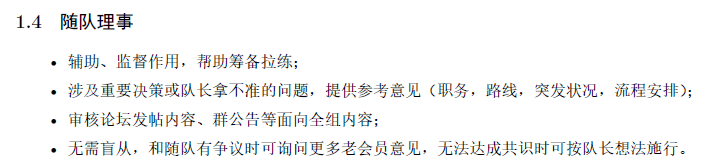 1.4 随队理事
• 辅助、监督作用，帮助筹备拉练；
• 涉及重要决策或队长拿不准的问题，提供参考意见（职务，路线，突发状况，流程安排）；
• 审核论坛发帖内容、群公告等面向全组内容；
• 无需盲从，和随队有争议时可询问更多老会员意见，无法达成共识时可按队长想法施行。